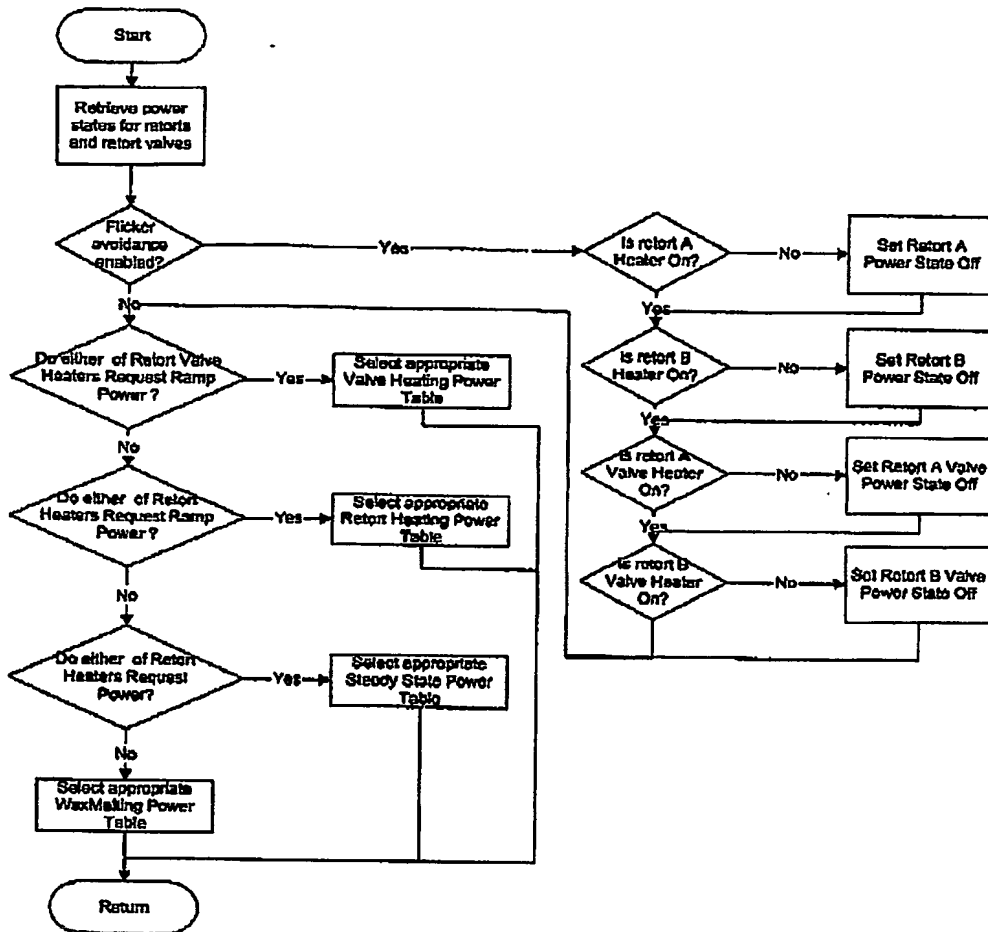 Start
Retrieve power
states for retorts
and retort valves
Flicker
avoidance
enabled?
Yes
No
Is retort A
Heater On?
No
Set Retort A
Power State Off
Yes
Is retort B
Heater On?
No
Set Retort B
Power State Off
Yes
Is retort A
Valve Heater
On?
No
Set Retort A Valve
Power State Off
Yes
Is retort B
Valve Heater
On?
No
Set Retort B Valve
Power State Off
Do either of Retort Valve
Heaters Request Ramp
Power?
Yes
Select appropriate
Valve Heating Power
Table
No
Do either of Retort
Heaters Request Ramp
Power?
Yes
Select appropriate
Retort Heating Power
Table
No
Do either of Retort
Heaters Request
Power?
Yes
Select appropriate
Steady State Power
Table
No
Select appropriate
WaxMaking Power
Table
Return